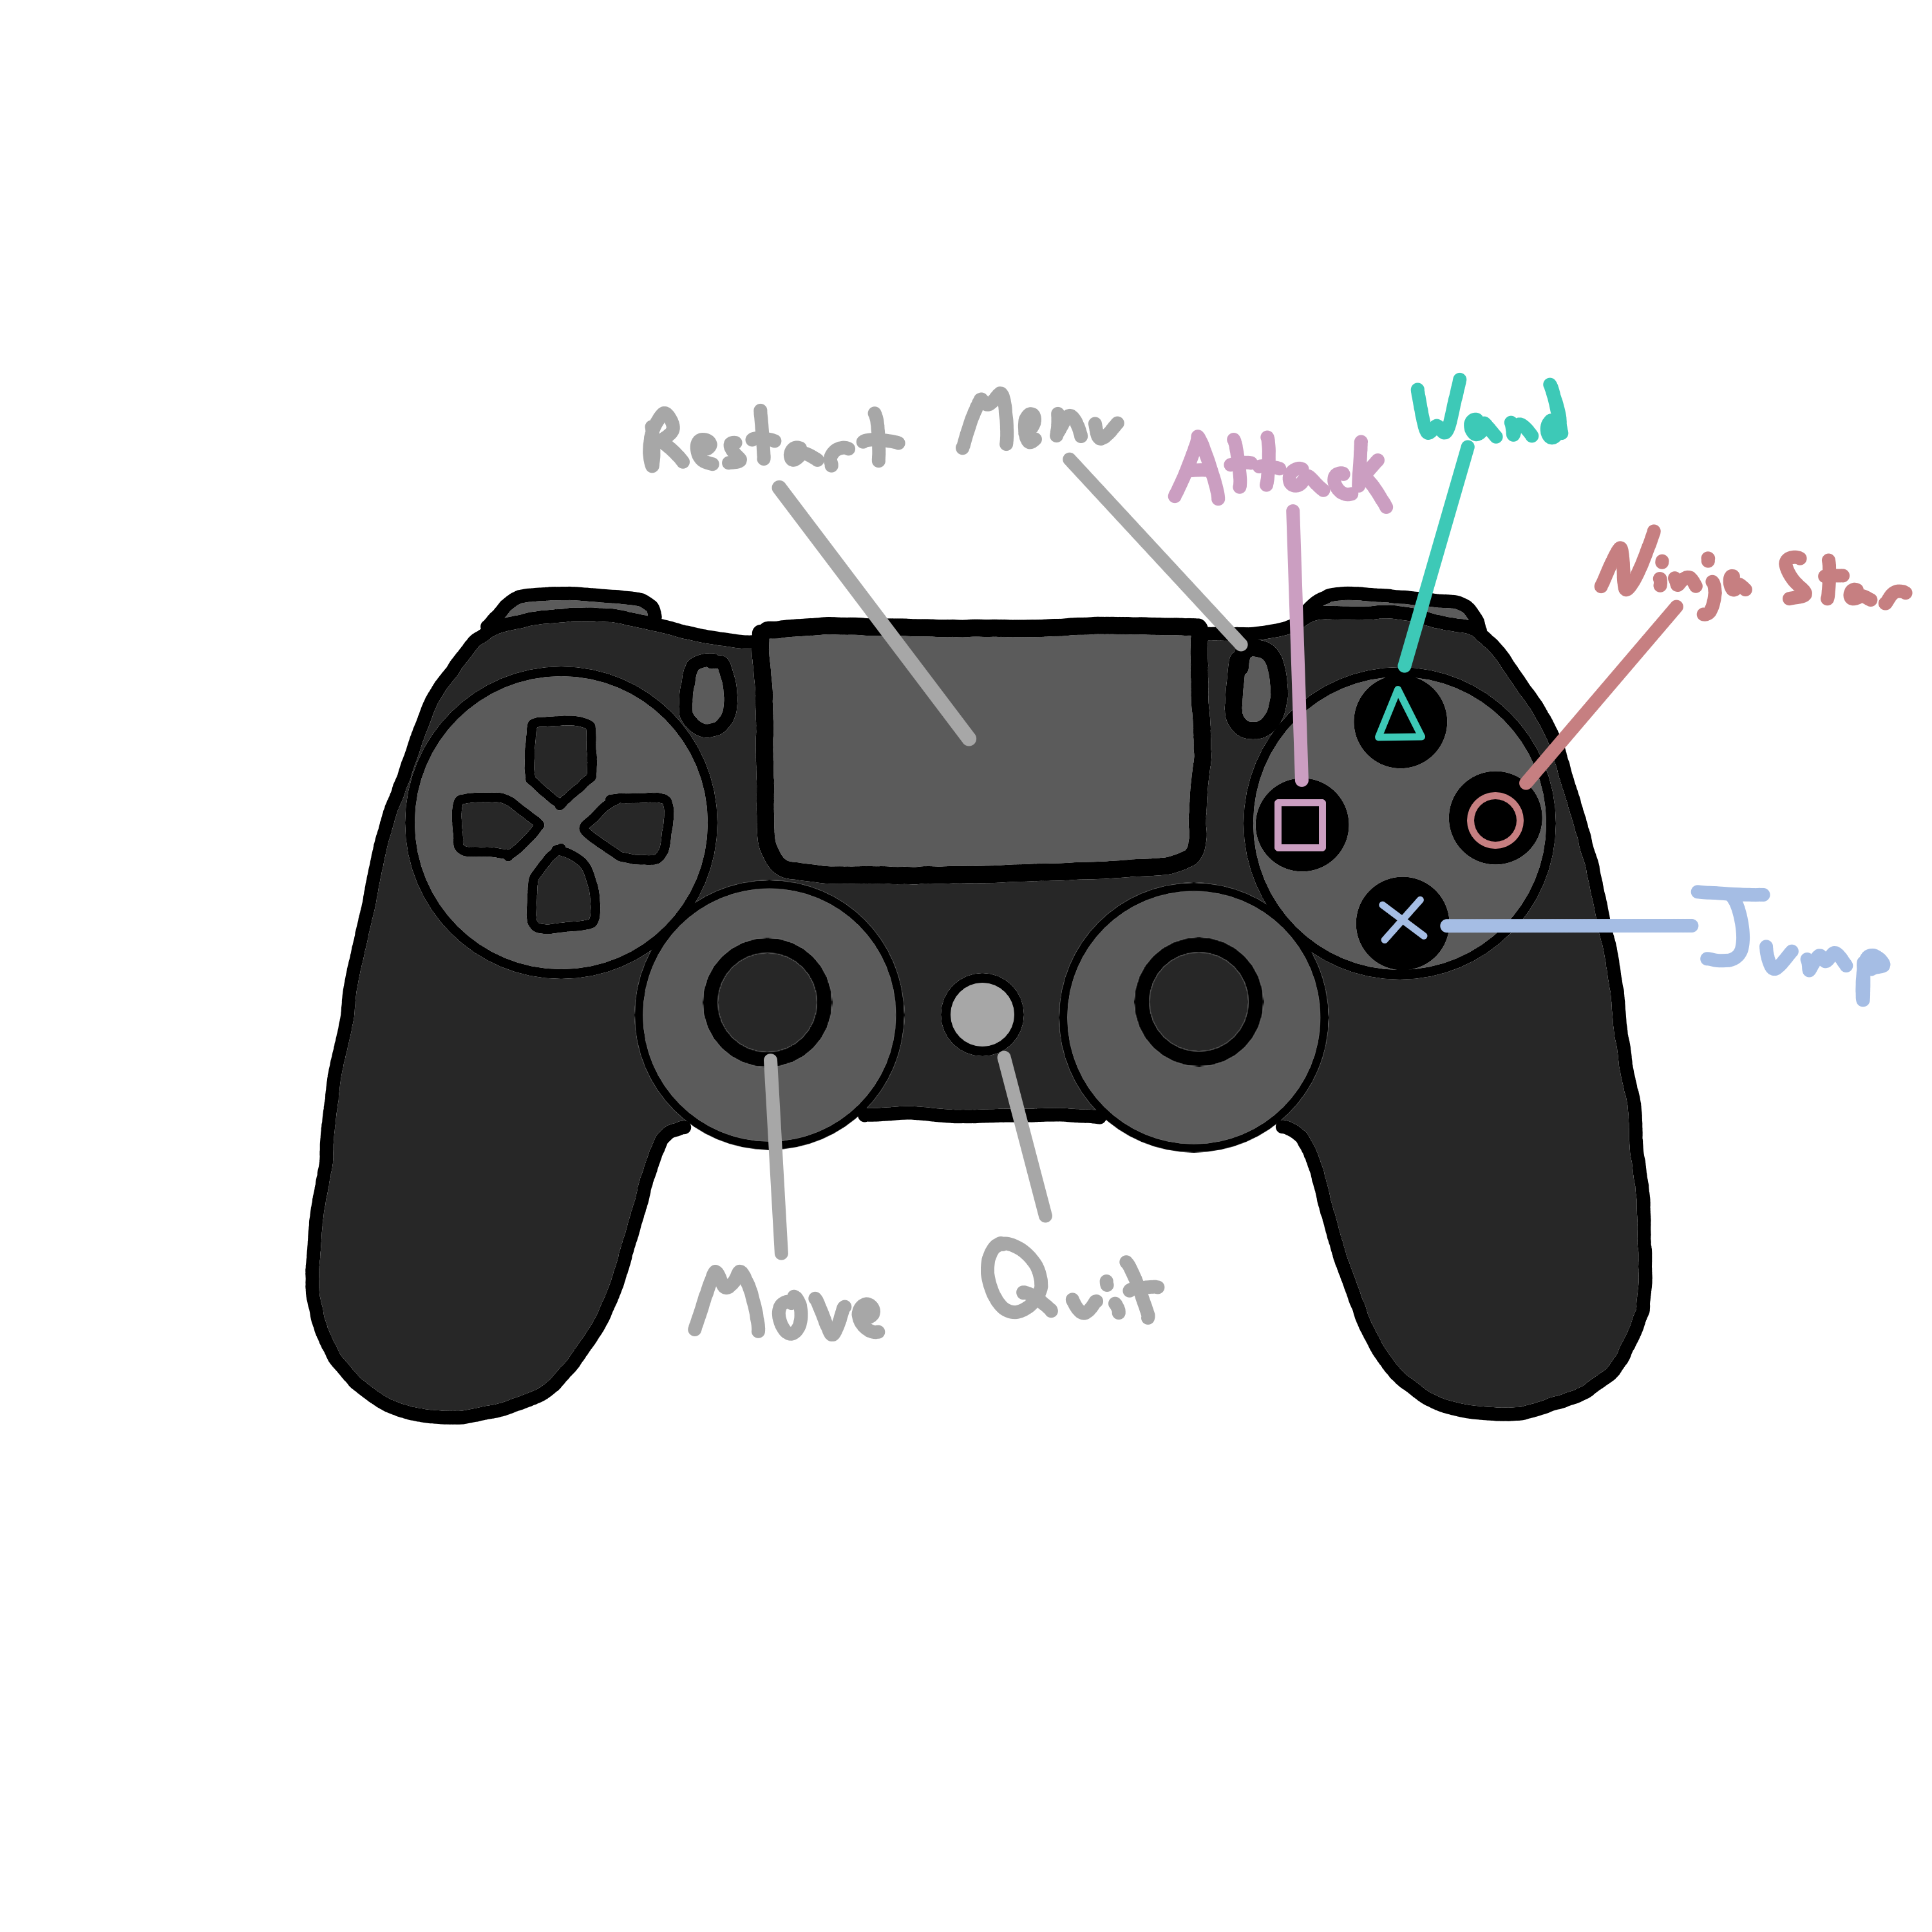 Restart
Menu
Attack
Wand
Ninja Star
Jump
Move
Quit